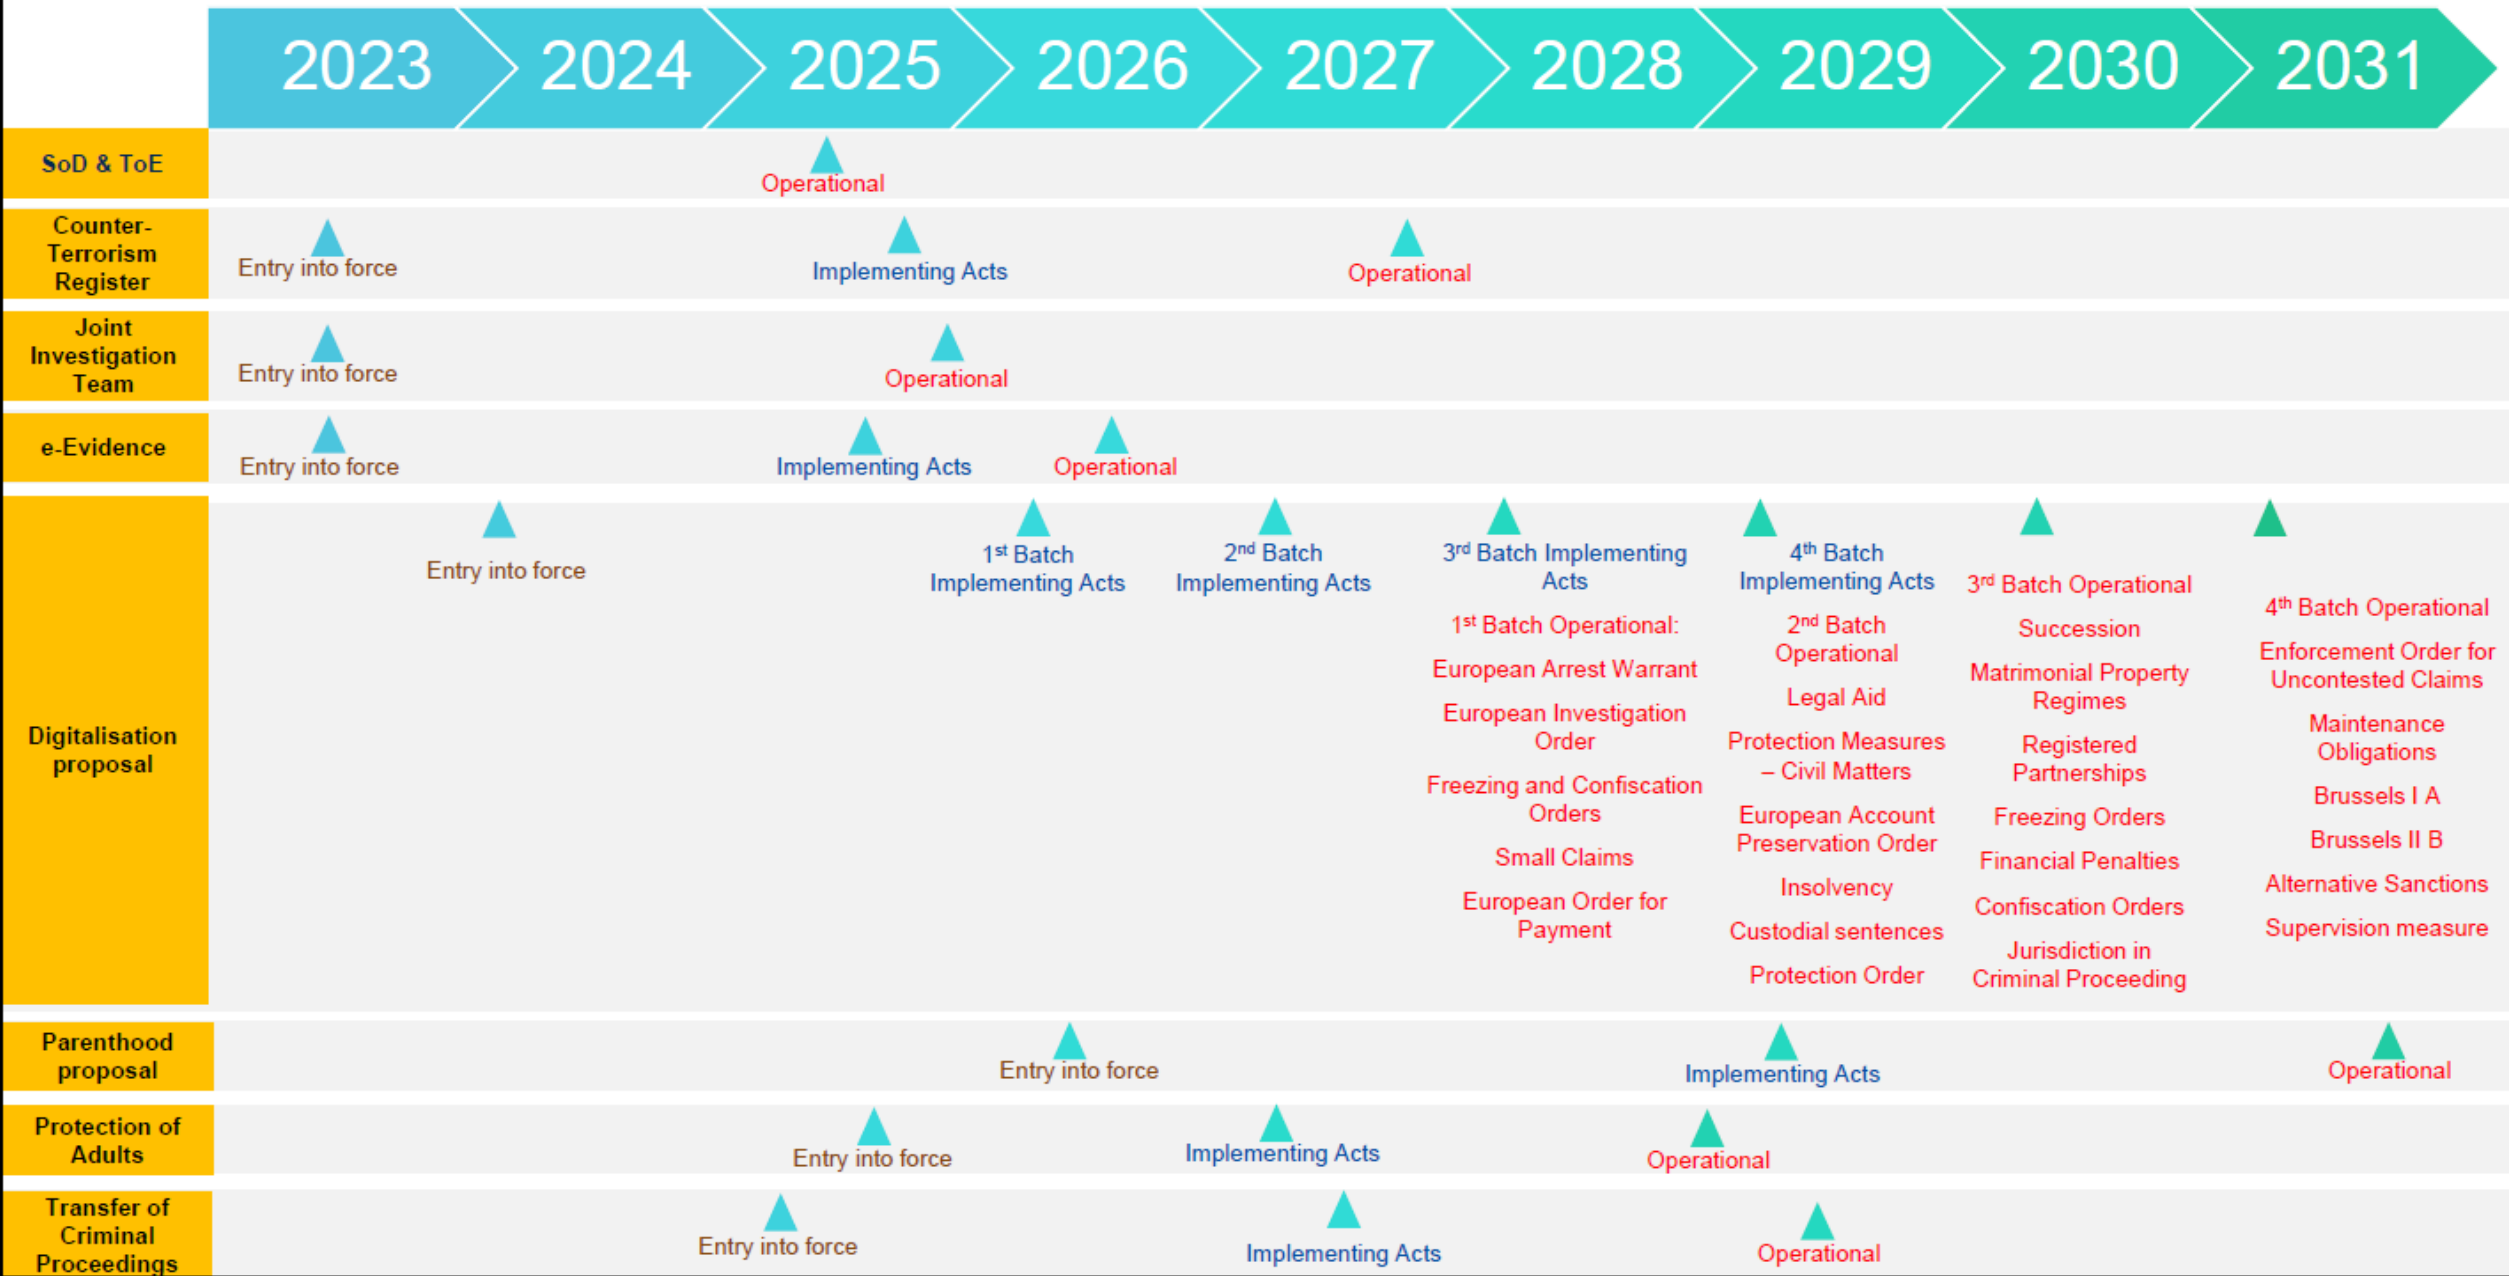 2023 2024 2025 2026 2027 2028 2029 2030 2031
SoD & ToE
Operational
Counter-
Terrorism
Register
Entry into force
Implementing Acts
Operational
Joint
Investigation
Team
Entry into force
Operational
e-Evidence
Entry into force
Implementing Acts
Operational
Digitalisation
proposal
Entry into force
1st Batch
Implementing Acts
2nd Batch
Implementing Acts
3rd Batch Implementing
Acts
1st Batch Operational:
European Arrest Warrant
European Investigation
Order
Freezing and Confiscation
Orders
Small Claims
European Order for
Payment
4th Batch
Implementing Acts
2nd Batch
Operational
Legal Aid
Protection Measures
– Civil Matters
European Account
Preservation Order
Insolvency
Custodial sentences
Protection Order
3rd Batch Operational
Succession
Matrimonial Property
Regimes
Registered
Partnerships
Freezing Orders
Financial Penalties
Confiscation Orders
Jurisdiction in
Criminal Proceeding
4th Batch Operational
Enforcement Order for
Uncontested Claims
Maintenance
Obligations
Brussels I A
Brussels II B
Alternative Sanctions
Supervision measure
Parenthood
proposal
Entry into force
Implementing Acts
Operational
Protection of
Adults
Entry into force
Implementing Acts
Operational
Transfer of
Criminal
Proceedings
Entry into force
Implementing Acts
Operational